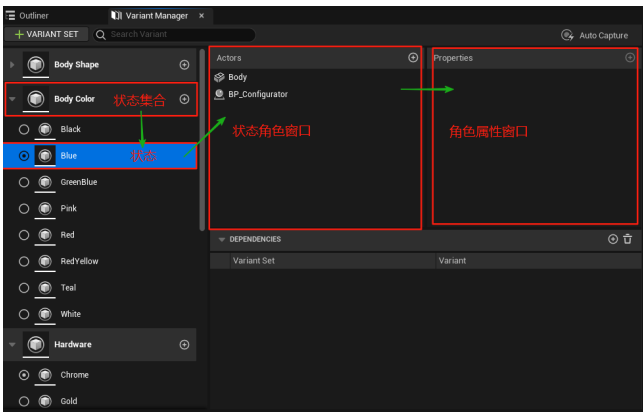 Outliner
Variant Manager ×
+ VARIANT SET
Search Variant
Auto Capture
Body Shape
Actors
Properties
Body
Body Color
状态集合
BP_Configurator
Black
状态角色窗口
角色属性窗口
Blue
状态
GreenBlue
Pink
Red
DEPENDENCIES
Variant Set
Variant
RedYellow
Teal
White
Hardware
Chrome
Gold